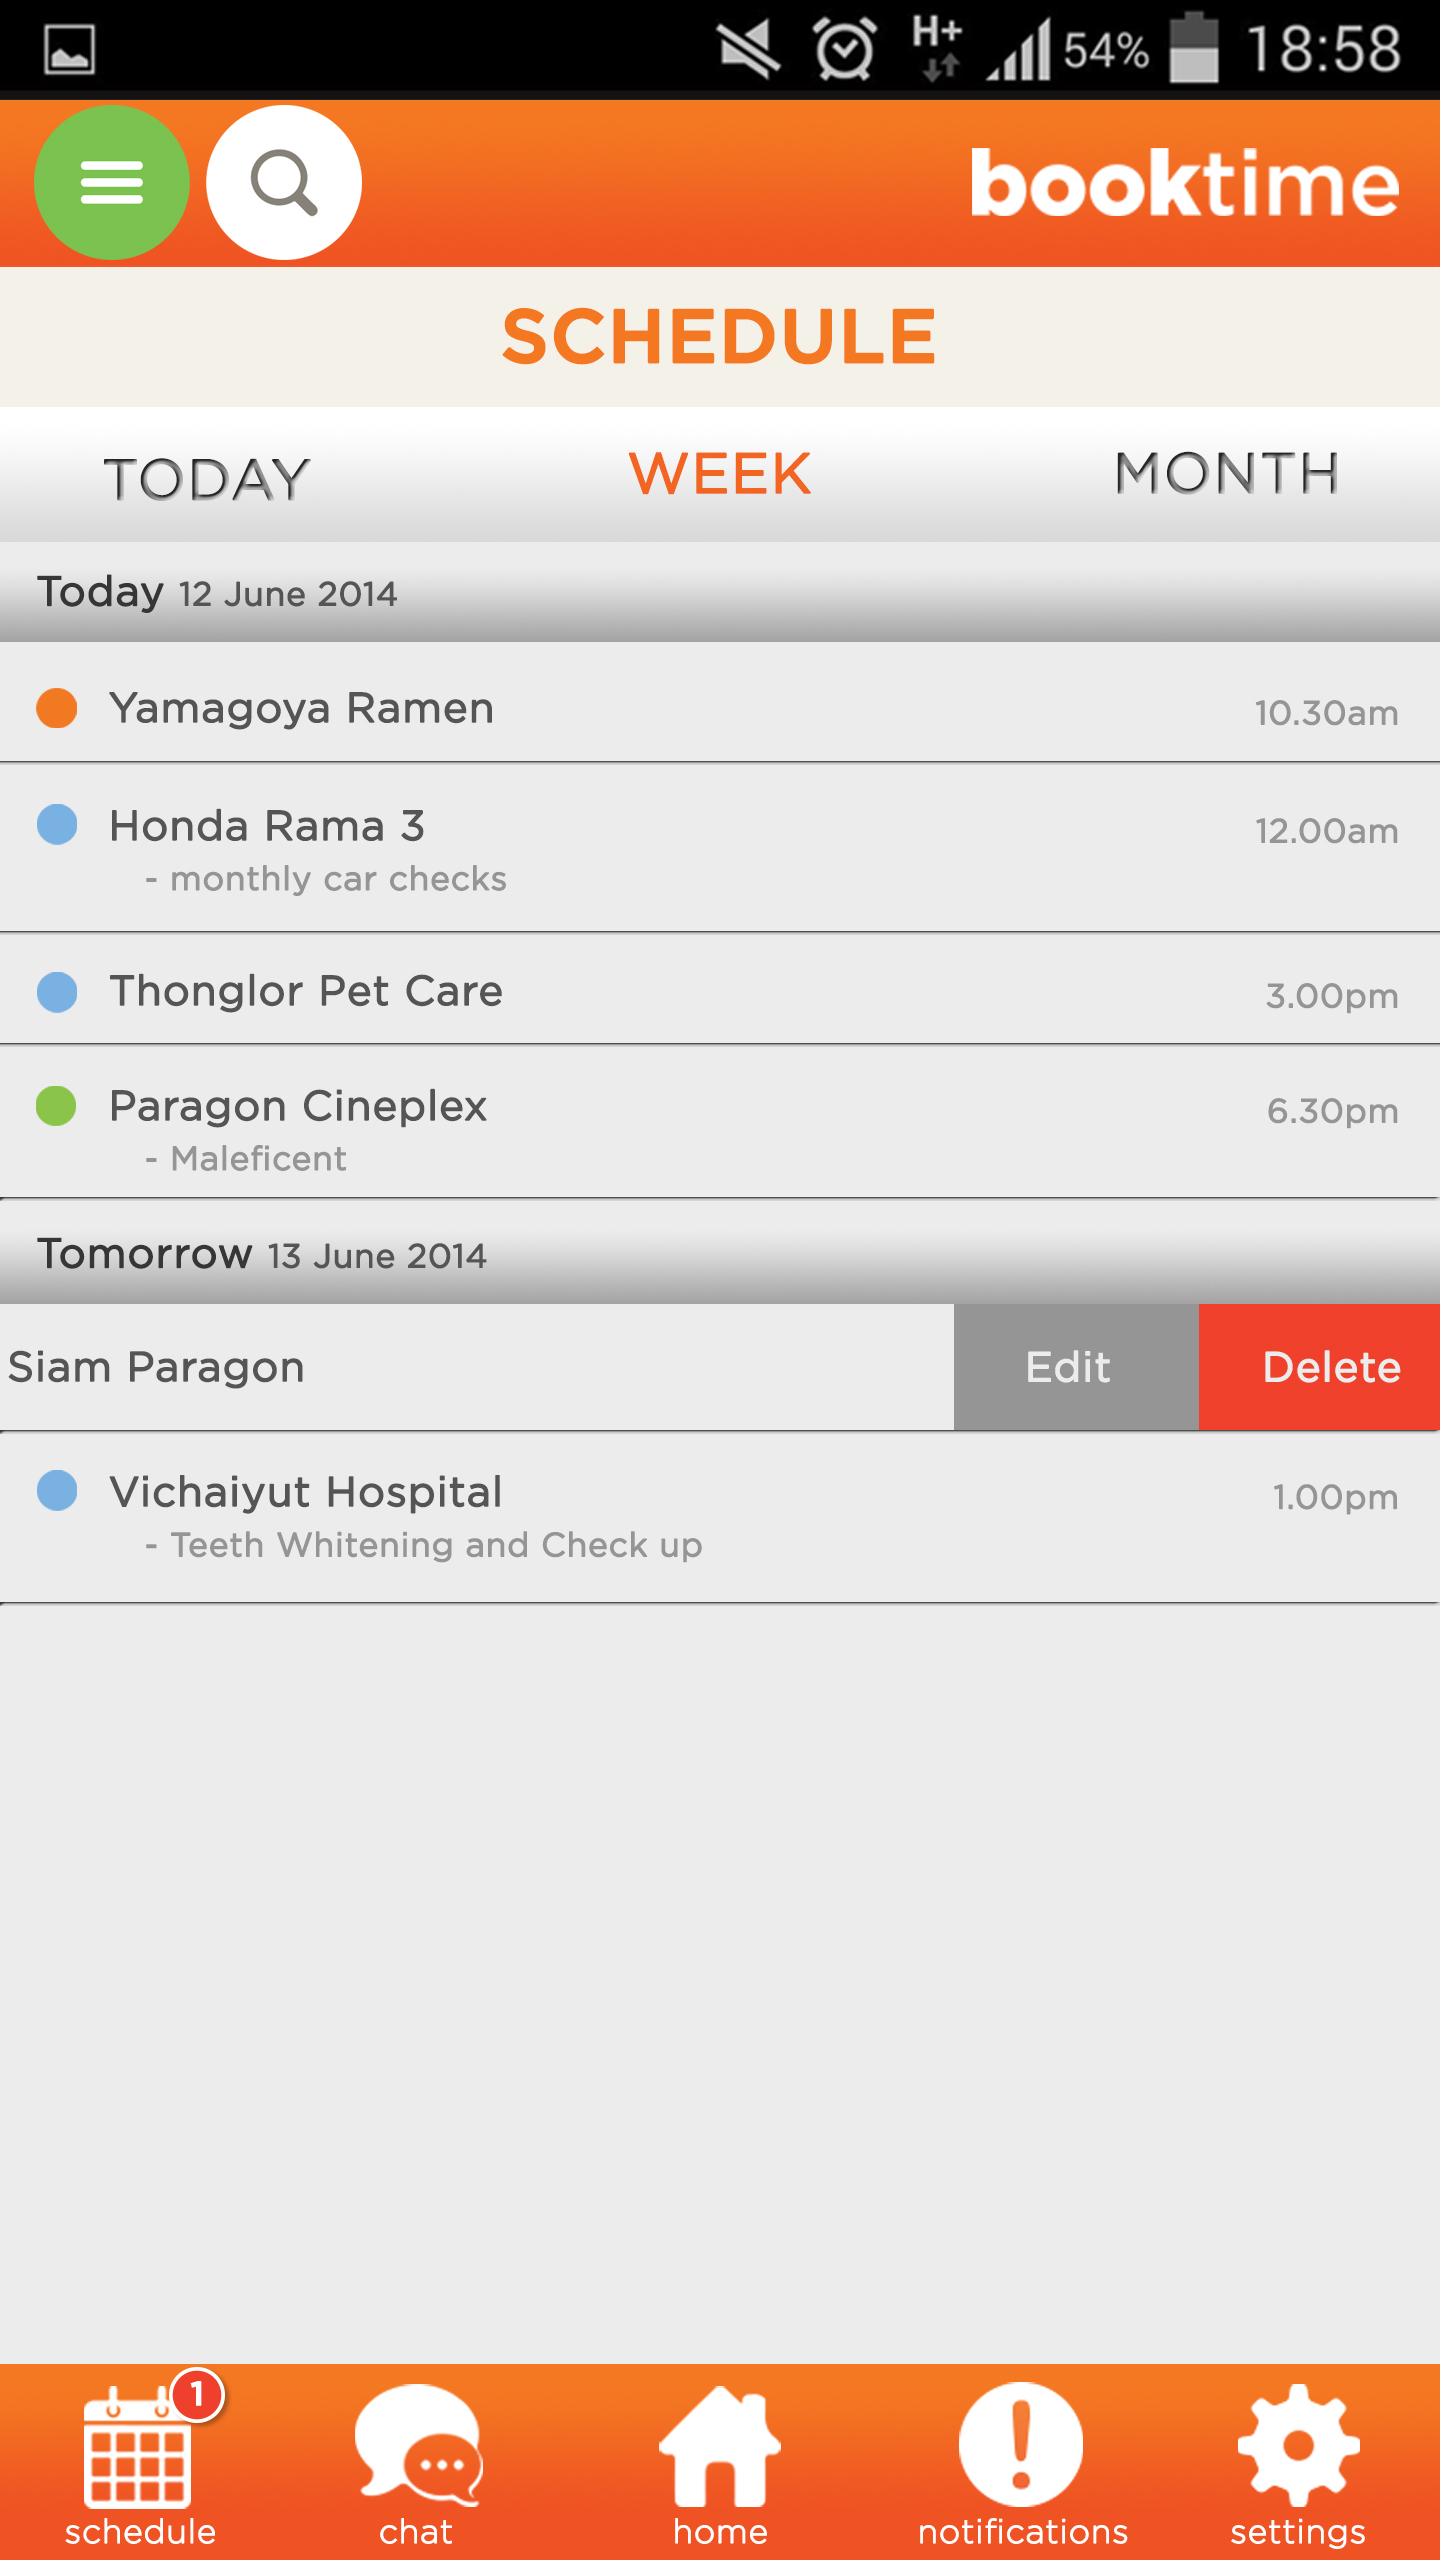 H+ 54% 18:58
booktime
SCHEDULE
TODAY WEEK MONTH
Today 12 June 2014
Yamagoya Ramen 10.30am
Honda Rama 3 12.00am
- monthly car checks
Thonglor Pet Care 3.00pm
Paragon Cineplex 6.30pm
- Maleficent
Tomorrow 13 June 2014
Siam Paragon Edit Delete
Vichaiyut Hospital 1.00pm
- Teeth Whitening and Check up
1
schedule chat home notifications settings